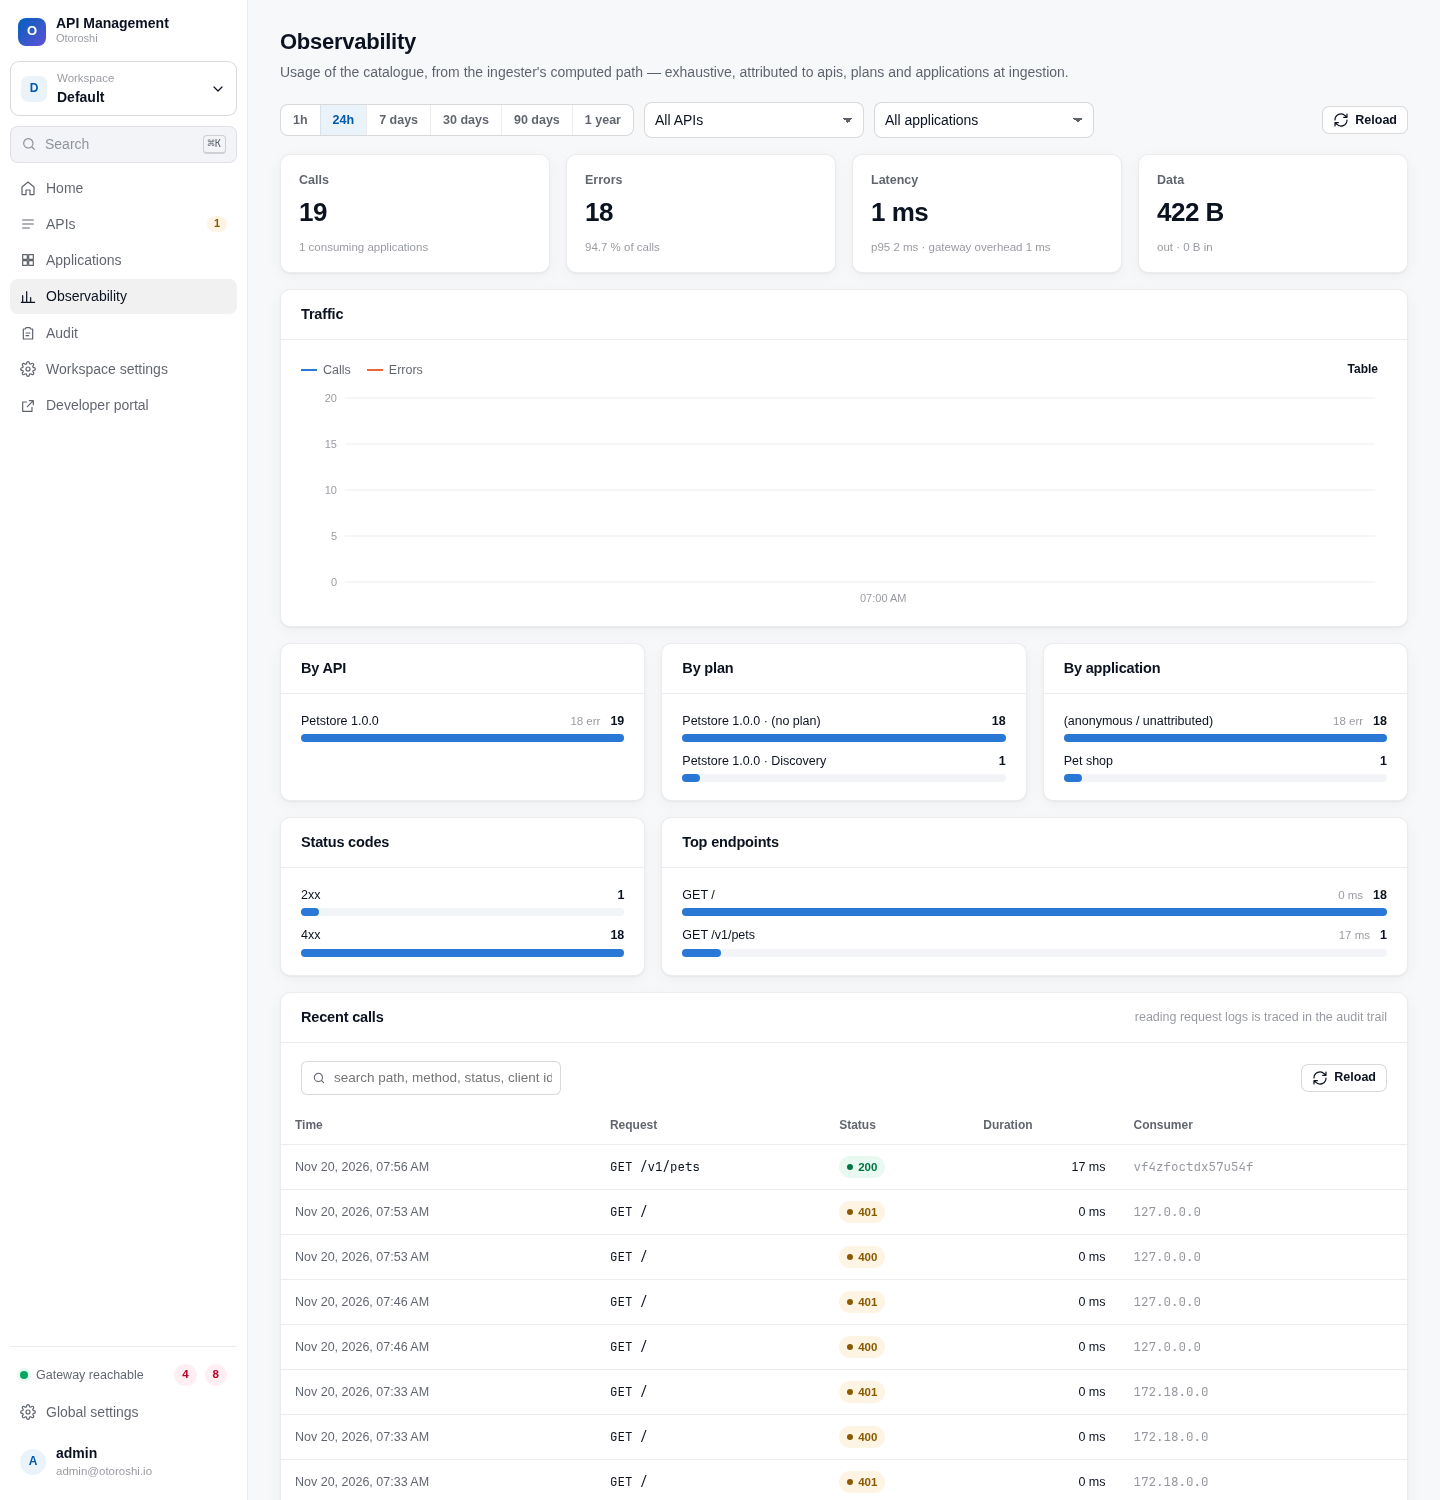 O
API Management
Otoroshi
D
Workspace
Default
Search
⌘K
Home
APIs 1
Applications
Observability
Audit
Workspace settings
Developer portal
Gateway reachable 4 8
Global settings
A
admin
admin@otoroshi.io
Observability
Usage of the catalogue, from the ingester's computed path — exhaustive, attributed to apis, plans and applications at ingestion.
1h 24h 7 days 30 days 90 days 1 year All APIs All applications Reload
Calls
19
1 consuming applications
Errors
18
94.7 % of calls
Latency
1 ms
p95 2 ms · gateway overhead 1 ms
Data
422 B
out · 0 B in
Traffic
Calls Errors Table
20
15
10
5
0
07:00 AM
By API
Petstore 1.0.0 18 err 19
By plan
Petstore 1.0.0 · (no plan) 18
Petstore 1.0.0 · Discovery 1
By application
(anonymous / unattributed) 18 err 18
Pet shop 1
Status codes
2xx 1
4xx 18
Top endpoints
GET / 0 ms 18
GET /v1/pets 17 ms 1
Recent calls reading request logs is traced in the audit trail
search path, method, status, client id Reload
Time Request Status Duration Consumer
Nov 20, 2026, 07:56 AM GET /v1/pets 200 17 ms vf4zfoctdx57u54f
Nov 20, 2026, 07:53 AM GET / 401 0 ms 127.0.0.0
Nov 20, 2026, 07:53 AM GET / 400 0 ms 127.0.0.0
Nov 20, 2026, 07:46 AM GET / 401 0 ms 127.0.0.0
Nov 20, 2026, 07:46 AM GET / 400 0 ms 127.0.0.0
Nov 20, 2026, 07:33 AM GET / 401 0 ms 172.18.0.0
Nov 20, 2026, 07:33 AM GET / 400 0 ms 172.18.0.0
Nov 20, 2026, 07:33 AM GET / 401 0 ms 172.18.0.0